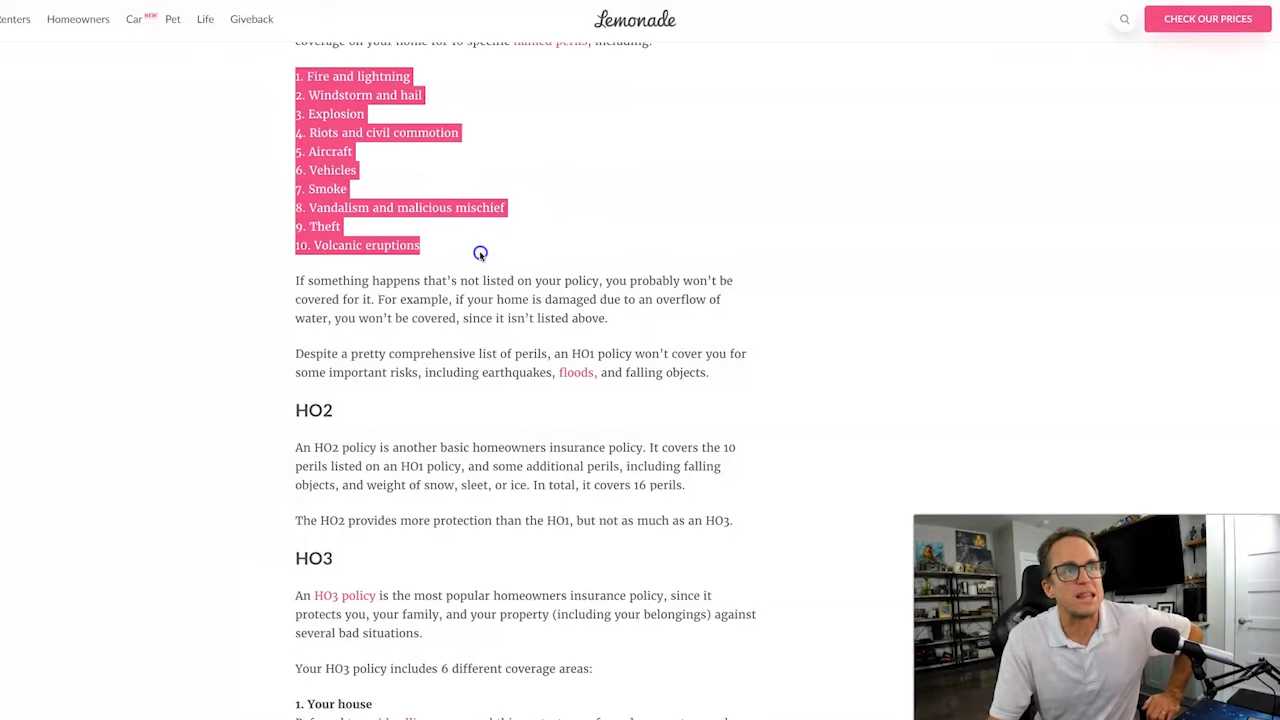 enters
Homeowners
Car NEW
Pet
Life
Giveback
Lemonade
CHECK OUR PRICES
coverage on your home for 10 specific named perils, including:
1. Fire and lightning
2. Windstorm and hail
3. Explosion
4. Riots and civil commotion
5. Aircraft
6. Vehicles
7. Smoke
8. Vandalism and malicious mischief
9. Theft
10. Volcanic eruptions
If something happens that’s not listed on your policy, you probably won’t be
covered for it. For example, if your home is damaged due to an overflow of
water, you won’t be covered, since it isn’t listed above.
Despite a pretty comprehensive list of perils, an HO1 policy won’t cover you for
some important risks, including earthquakes, floods, and falling objects.
HO2
An HO2 policy is another basic homeowners insurance policy. It covers the 10
perils listed on an HO1 policy, and some additional perils, including falling
objects, and weight of snow, sleet, or ice. In total, it covers 16 perils.
The HO2 provides more protection than the HO1, but not as much as an HO3.
HO3
An HO3 policy is the most popular homeowners insurance policy, since it
protects you, your family, and your property (including your belongings) against
several bad situations.
Your HO3 policy includes 6 different coverage areas:
1. Your house